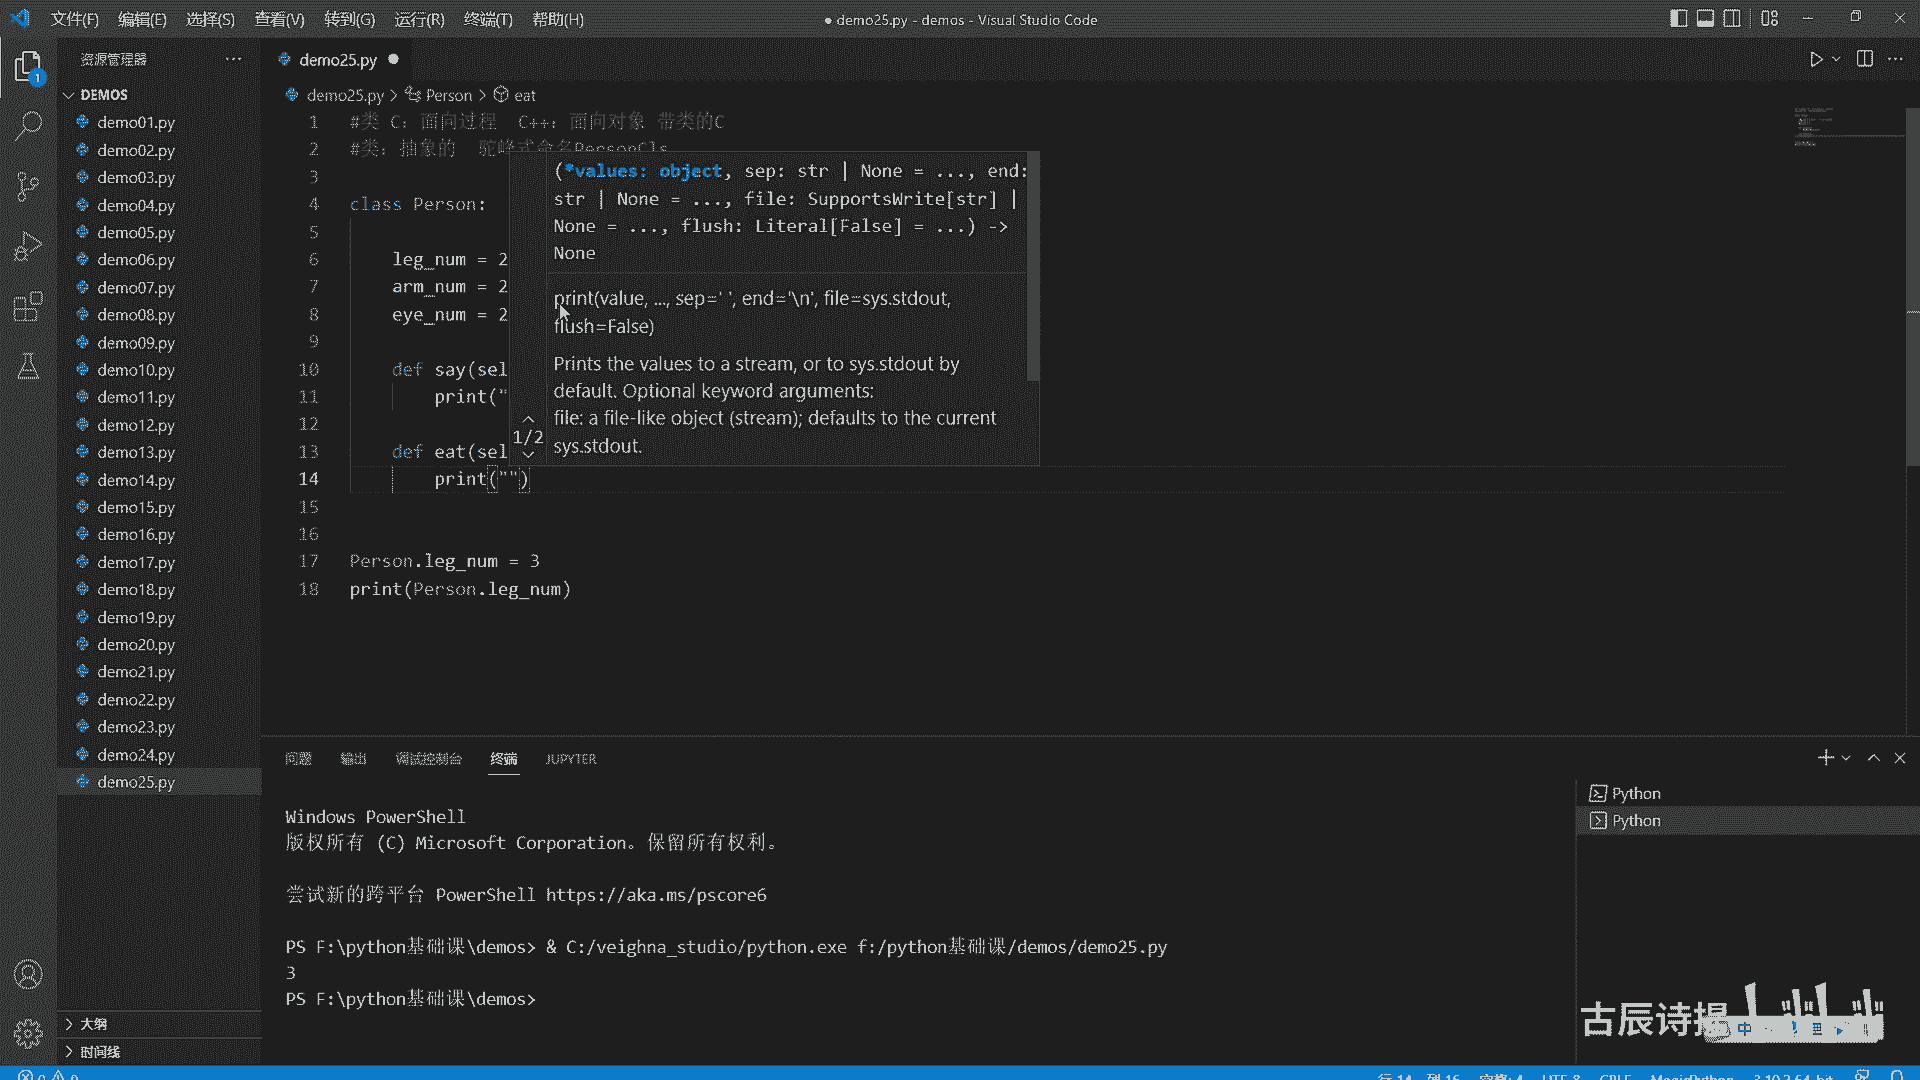 文件(F) 编辑(E) 选择(S) 查看(V) 转到(G) 运行(R) 终端(T) 帮助(H)
● demo25.py - demos - Visual Studio Code
资源管理器
DEMOS
demo01.py
demo02.py
demo03.py
demo04.py
demo05.py
demo06.py
demo07.py
demo08.py
demo09.py
demo10.py
demo11.py
demo12.py
demo13.py
demo14.py
demo15.py
demo16.py
demo17.py
demo18.py
demo19.py
demo20.py
demo21.py
demo22.py
demo23.py
demo24.py
demo25.py
大纲
时间线
1
demo25.py
demo25.py > Person > eat
1 #类 C: 面向过程 C++: 面向对象 带类的C
2 #类: 抽象的 驼峰式命名PersonCls
3
4 class Person:
5
6 leg_num = 2
7 arm_num = 2
8 eye_num = 2
9
10 def say(sel
11 print("
12
13 def eat(sel
14 print("")
15
16
17 Person.leg_num = 3
18 print(Person.leg_num)
(*values: object, sep: str | None = ..., end:
str | None = ..., file: SupportsWrite[str] |
None = ..., flush: Literal[False] = ...) ->
None
print(value, ..., sep=' ', end='\n', file=sys.stdout,
flush=False)
Prints the values to a stream, or to sys.stdout by
default. Optional keyword arguments:
file: a file-like object (stream); defaults to the current
sys.stdout.
1/2
问题 输出 调试控制台 终端 JUPYTER
Windows PowerShell
版权所有 (C) Microsoft Corporation。保留所有权利。
尝试新的跨平台 PowerShell https://aka.ms/pscore6
PS F:\python基础课\demos> & C:/veighna_studio/python.exe f:/python基础课/demos/demo25.py
3
PS F:\python基础课\demos>
Python
Python
古辰诗提
中
行 14, 列 16 空格: 4 UTF-8 CRLF MagicPython 3.10.2 64-bit